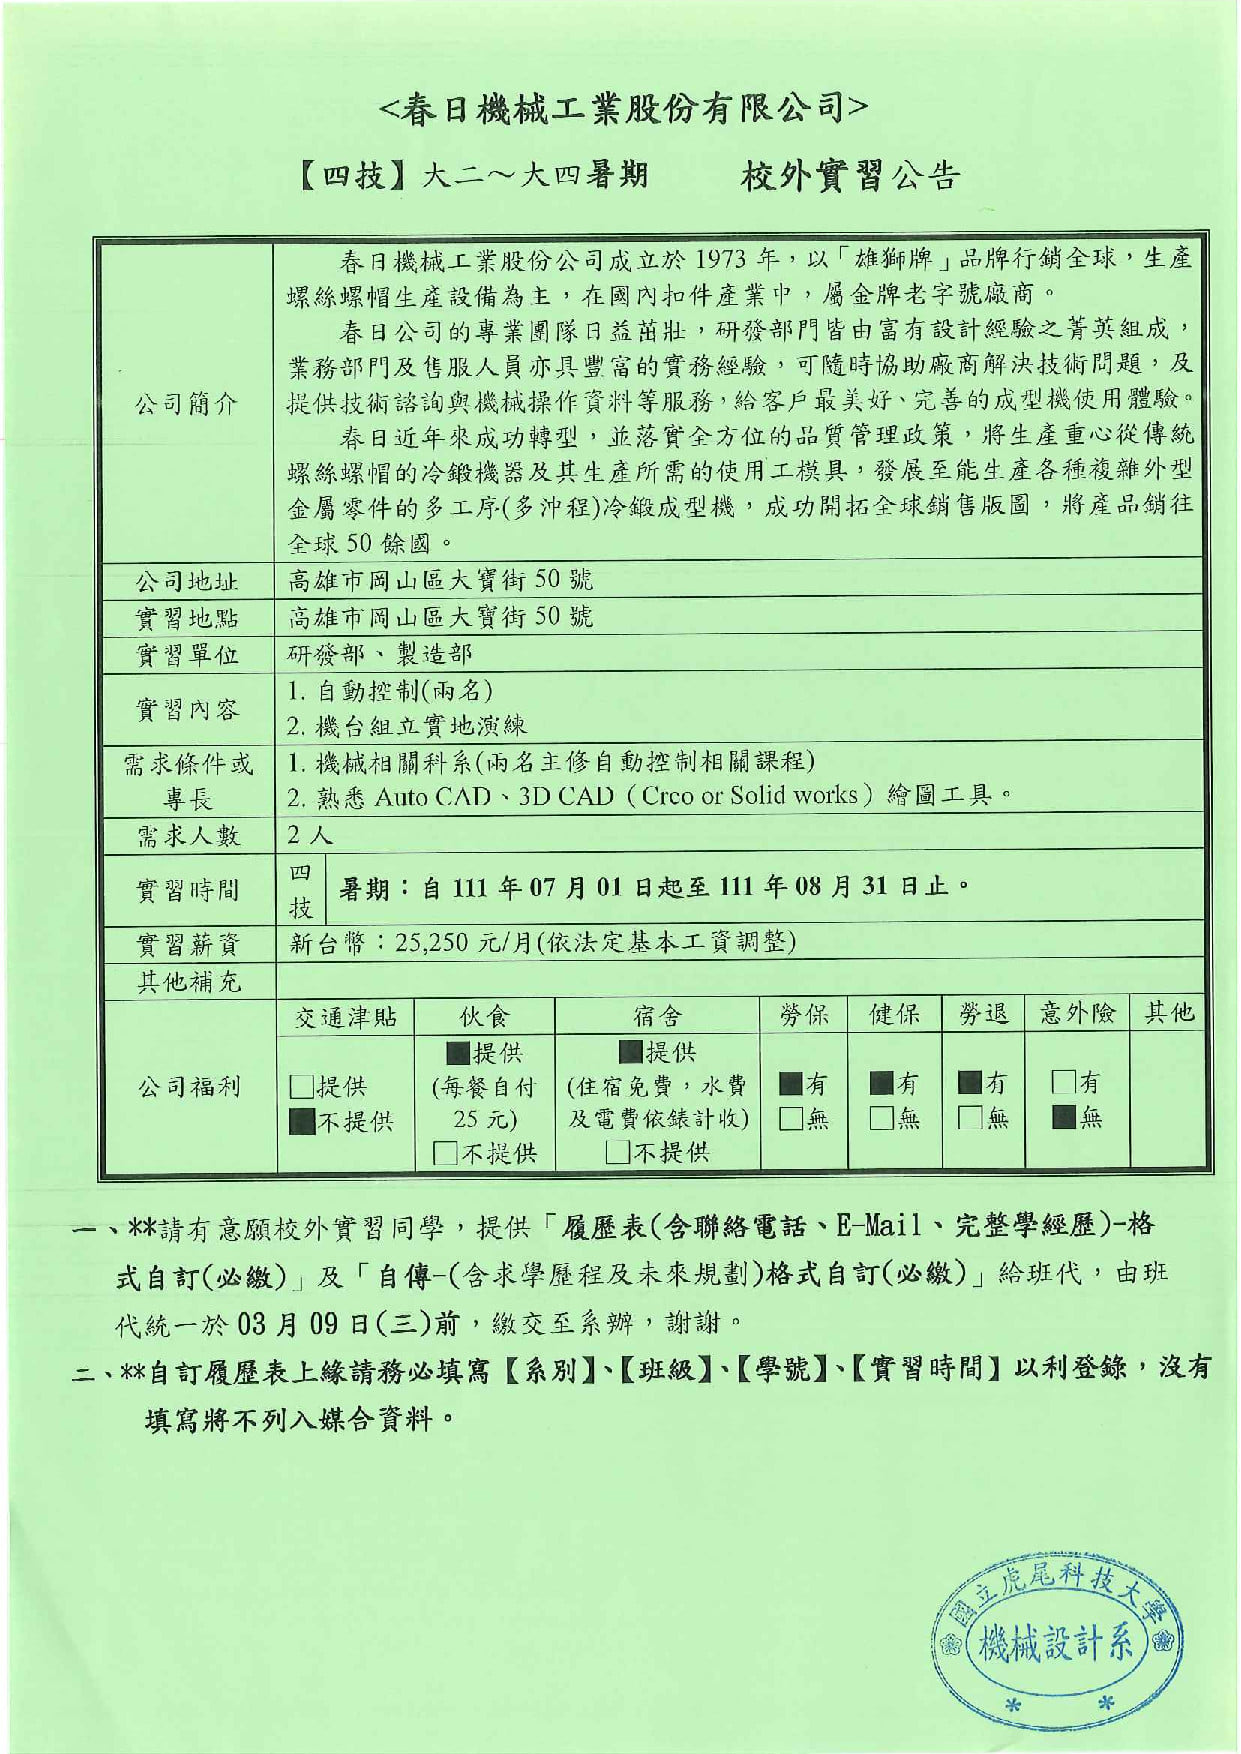 <春日機械工業股份有限公司>
【四技】大二～大四暑期 校外實習公告
公司簡介
春日機械工業股份公司成立於 1973 年，以「雄獅牌」品牌行銷全球，生產
螺絲螺帽生產設備為主，在國內扣件產業中，屬金牌老字號廠商。
春日公司的專業團隊日益茁壯，研發部門皆由富有設計經驗之菁英組成，
業務部門及售服人員亦具豐富的實務經驗，可隨時協助廠商解決技術問題，及
提供技術諮詢與機械操作資料等服務，給客戶最美好、完善的成型機使用體驗。
春日近年來成功轉型，並落實全方位的品質管理政策，將生產重心從傳統
螺絲螺帽的冷鍛機器及其生產所需的使用工模具，發展至能生產各種複雜外型
金屬零件的多工序(多沖程)冷鍛成型機，成功開拓全球銷售版圖，將產品銷往
全球 50 餘國。
公司地址 高雄市岡山區大寶街 50 號
實習地點 高雄市岡山區大寶街 50 號
實習單位 研發部、製造部
實習內容
1. 自動控制(兩名)
2. 機台組立實地演練
需求條件或
專長
1. 機械相關科系(兩名主修自動控制相關課程)
2. 熟悉 Auto CAD、3D CAD（Creo or Solid works）繪圖工具。
需求人數 2 人
實習時間
四
技
暑期：自 111 年 07 月 01 日起至 111 年 08 月 31 日止。
實習薪資 新台幣：25,250 元/月(依法定基本工資調整)
其他補充
公司福利
交通津貼 伙食 宿舍 勞保 健保 勞退 意外險 其他
□提供
■不提供
■提供
(每餐自付
25 元)
□不提供
■提供
(住宿免費，水費
及電費依錶計收)
□不提供
■有
□無
■有
□無
■有
□無
□有
■無
一、**請有意願校外實習同學，提供「履歷表(含聯絡電話、E-Mail、完整學經歷)-格
式自訂(必繳)」及「自傳-(含求學歷程及未來規劃)格式自訂(必繳)」給班代，由班
代統一於 03 月 09 日(三)前，繳交至系辦，謝謝。
二、**自訂履歷表上緣請務必填寫【系別】、【班級】、【學號】、【實習時間】以利登錄，沒有
填寫將不列入媒合資料。
國立虎尾科技大學
機械設計系
* *